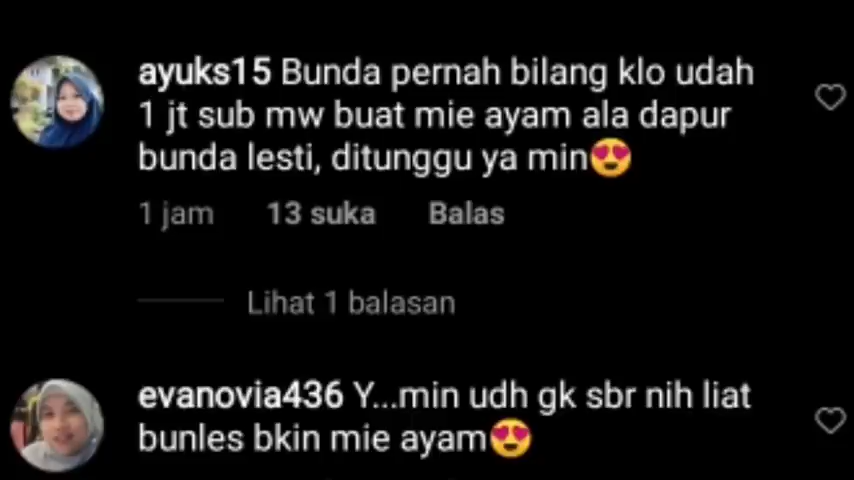 ayuks15 Bunda pernah bilang klo udah
1 jt sub mw buat mie ayam ala dapur
bunda lesti, ditunggu ya min😍
1 jam 13 suka Balas
Lihat 1 balasan
evanovia436 Y...min udh gk sbr nih liat
bunles bkin mie ayam😍